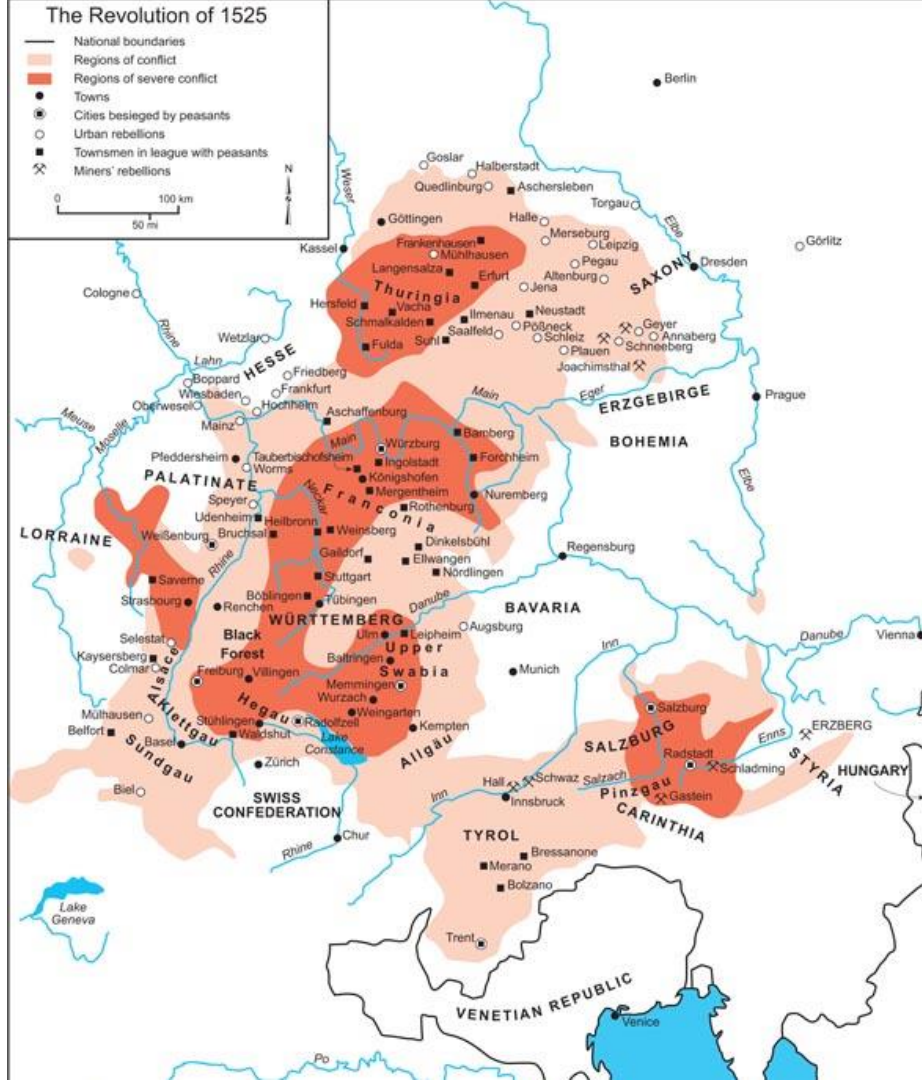 The Revolution of 1525
National boundaries
Regions of conflict
Regions of severe conflict
Towns
Cities besieged by peasants
Urban rebellions
Townsmen in league with peasants
Miners' rebellions
N
0 100 km
50 mi
Berlin
Goslar
Halberstadt
Quedlinburg
Aschersleben
Weser
Torgau
Elbe
Göttingen
Halle
Merseburg
Leipzig
Görlitz
Kassel
Frankenhausen
Mühlhausen
Pegau
SAXONY
Dresden
Langensalza
Erfurt
Altenburg
Jena
Thuringia
Cologne
Hersfeld
Vacha
Ilmenau
Neustadt
Schmalkalden
Saalfeld
Pößneck
Geyer
Rhine
Wetzlar
Fulda
Suhl
Schleiz
Annaberg
Schneeberg
Plauen
Lahn
HESSE
Joachimsthal
Friedberg
Boppard
Frankfurt
Wiesbaden
Main
Eger
ERZGEBIRGE
Prague
Oberwesel
Hochheim
Aschaffenburg
Meuse
Moselle
Mainz
Main
Würzburg
Bamberg
BOHEMIA
Pfeddersheim
Tauberbischofsheim
Ingolstadt
Forchheim
Worms
Königshofen
Elbe
PALATINATE
Mergentheim
Nuremberg
Speyer
Neckar
Franconia
Rothenburg
Udenheim
Heilbronn
LORRAINE
Weißenburg
Bruchsal
Weinsberg
Dinkelsbühl
Rhine
Gaildorf
Ellwangen
Regensburg
Saverne
Stuttgart
Nördlingen
Strasbourg
Renchen
Böblingen
Tübingen
Danube
BAVARIA
WÜRTTEMBERG
Selestat
Black
Forest
Ulm
Leipheim
Augsburg
Danube
Vienna
Kaysersberg
Colmar
Upper
Baltringen
Inn
Alsace
Freiburg
Villingen
Swabia
Munich
Memmingen
Wurzach
Klettgau
Hegau
Weingarten
Salzburg
Mülhausen
Stühlingen
Radolfzell
Kempten
Belfort
Waldshut
SALZBURG
Enns
ERZBERG
Basel
Lake
Constance
Allgäu
Radstadt
Sundgau
Zürich
Schladming
STYRIA
HUNGARY
Hall
Schwaz
Salzach
Pinzgau
Biel
Inn
Innsbruck
Gastein
SWISS
CONFEDERATION
CARINTHIA
Rhine
Chur
TYROL
Bressanone
Merano
Bolzano
Lake
Geneva
Trent
VENETIAN REPUBLIC
Venice
Po